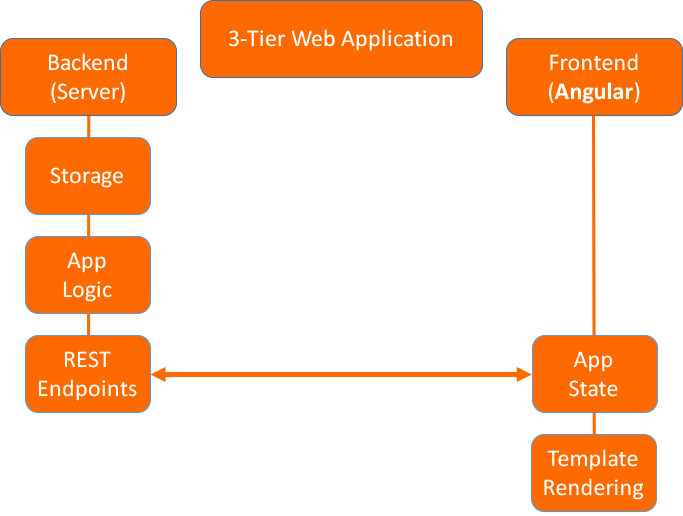 3-Tier Web Application
Backend
(Server)
Frontend
(Angular)
Storage
App
Logic
REST
Endpoints
App
State
Template
Rendering